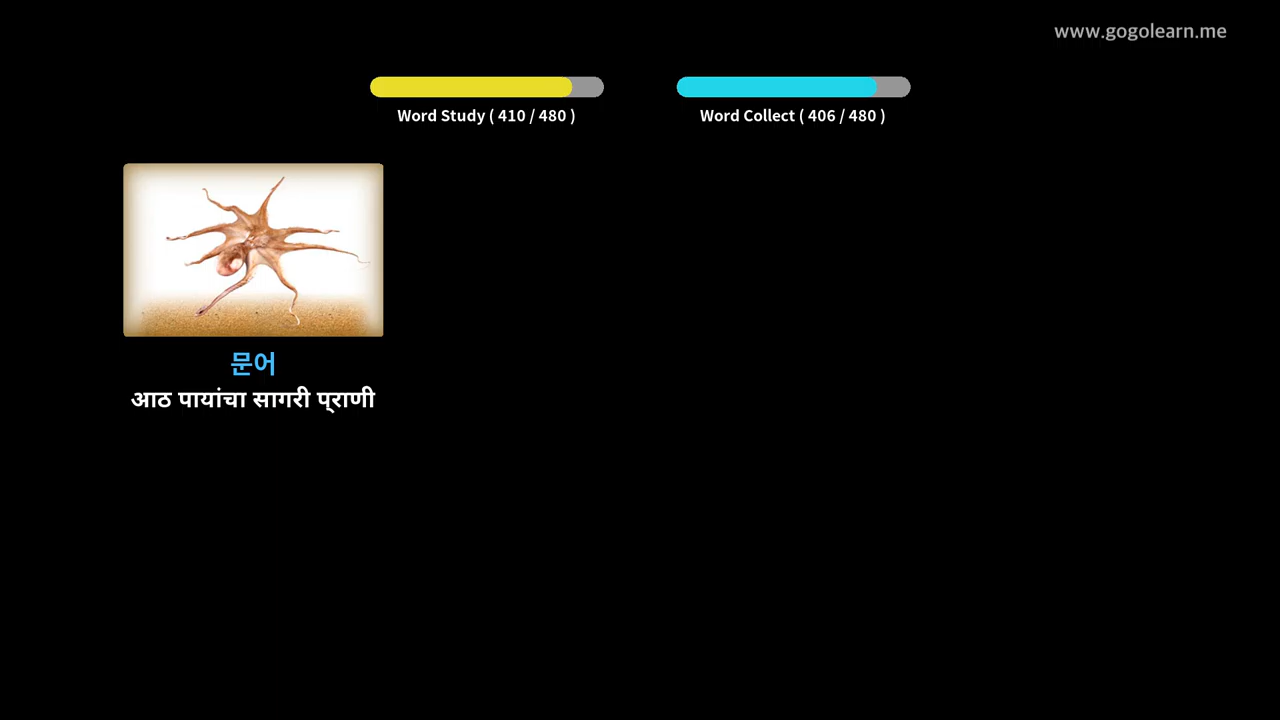 www.gogolearn.me
Word Study ( 410 / 480 )
Word Collect ( 406 / 480 )
문어
आठ पायांचा सागरी प्राणी